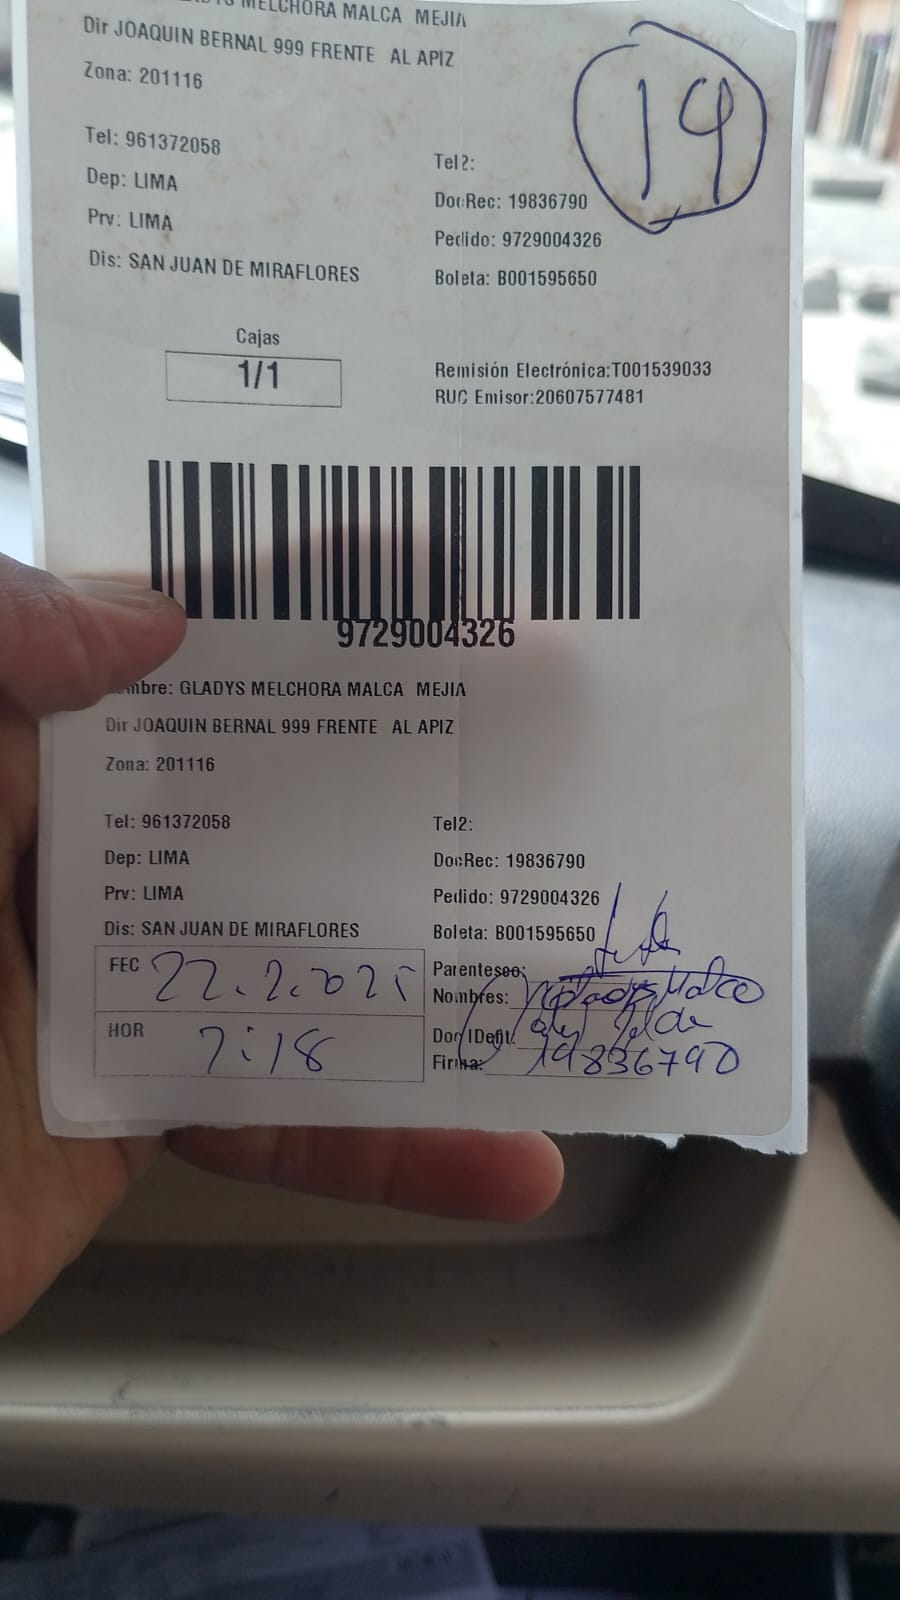 MELCHORA MALCA MEJIA
Dir JOAQUIN BERNAL 999 FRENTE AL APIZ
Zona: 201116
14
Tel: 961372058
Tel2:
Dep: LIMA
DocRec: 19836790
Prv: LIMA
Pedido: 9729004326
Dis: SAN JUAN DE MIRAFLORES
Boleta: B001595650
Cajas
1/1
Remisión Electrónica:T001539033
RUC Emisor:20607577481
9729004326
mbre: GLADYS MELCHORA MALCA MEJIA
Dir JOAQUIN BERNAL 999 FRENTE AL APIZ
Zona: 201116
Tel: 961372058
Tel2:
Dep: LIMA
DocRec: 19836790
Prv: LIMA
Pedido: 9729004326
Dis: SAN JUAN DE MIRAFLORES
Boleta: B001595650
FEC 22.2.2025
Parentesco:
Nombres: Malca
HOR 7:18
Doc IDent:
Firma: 19836790